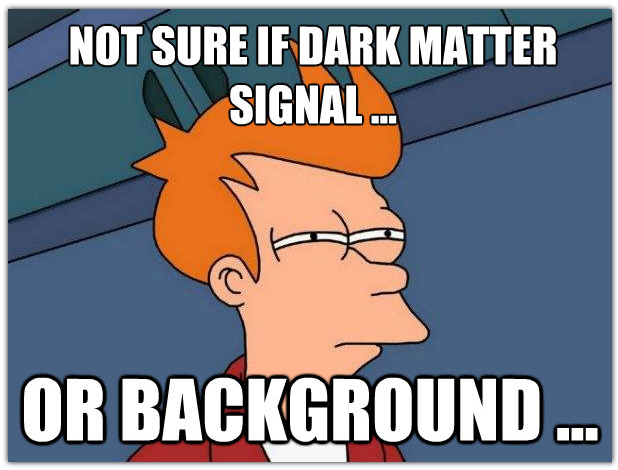 NOT SURE IF DARK MATTER
SIGNAL ...
OR BACKGROUND ...